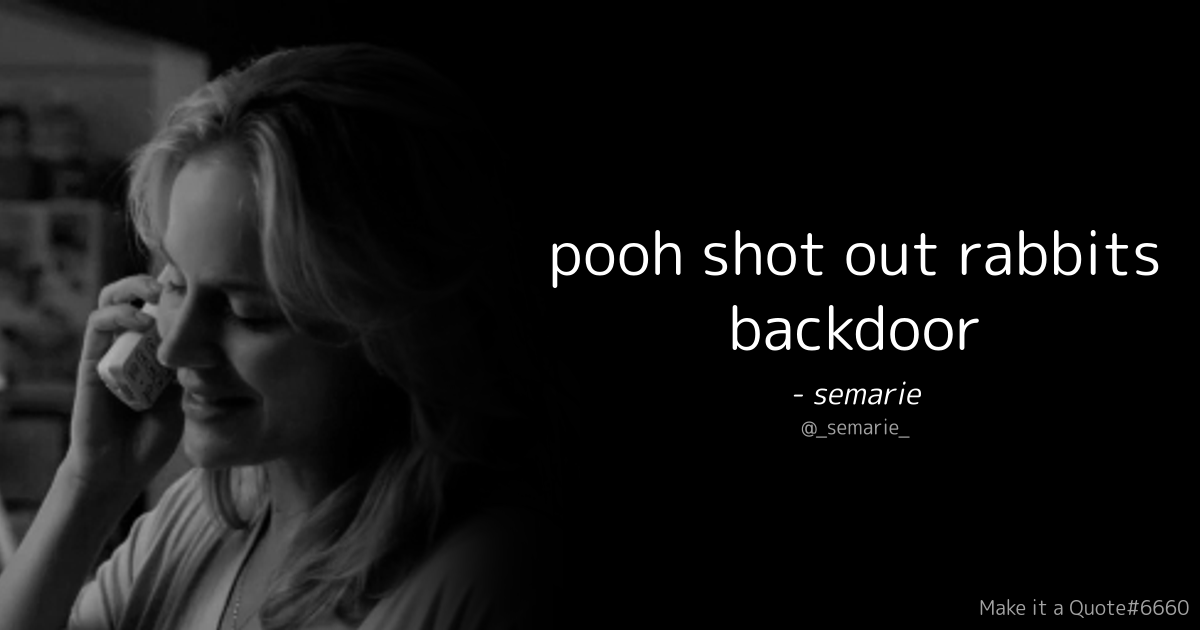 pooh shot out rabbits
backdoor
- semarie
@_semarie_
Make it a Quote#6660